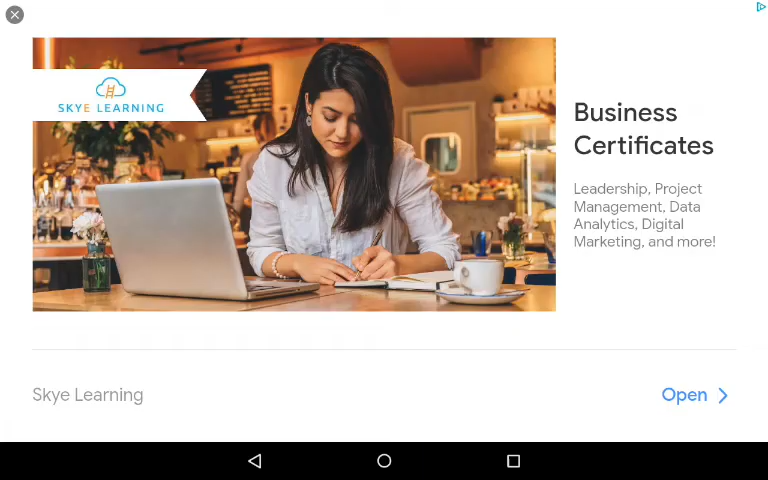 SKYE LEARNING
Business
Certificates
Leadership, Project
Management, Data
Analytics, Digital
Marketing, and more!
Skye Learning
Open